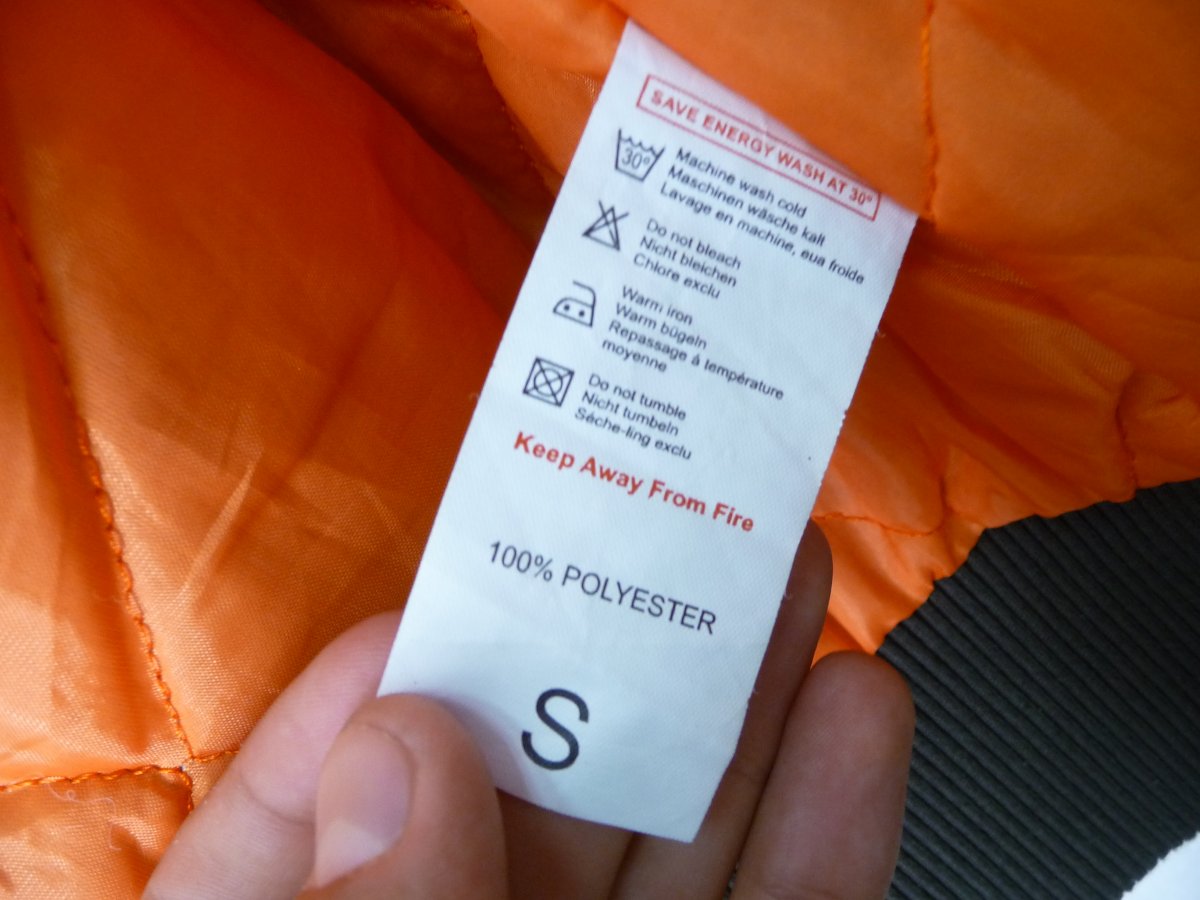 SAVE ENERGY WASH AT 30°
30°
Machine wash cold
Maschinen wäsche kalt
Lavage en machine, eua froide
Do not bleach
Nicht bleichen
Chlore exclu
Warm iron
Warm bügeln
Repassage à température
moyenne
Do not tumble
Nicht tumbeln
Séche-ling exclu
Keep Away From Fire
100% POLYESTER
S